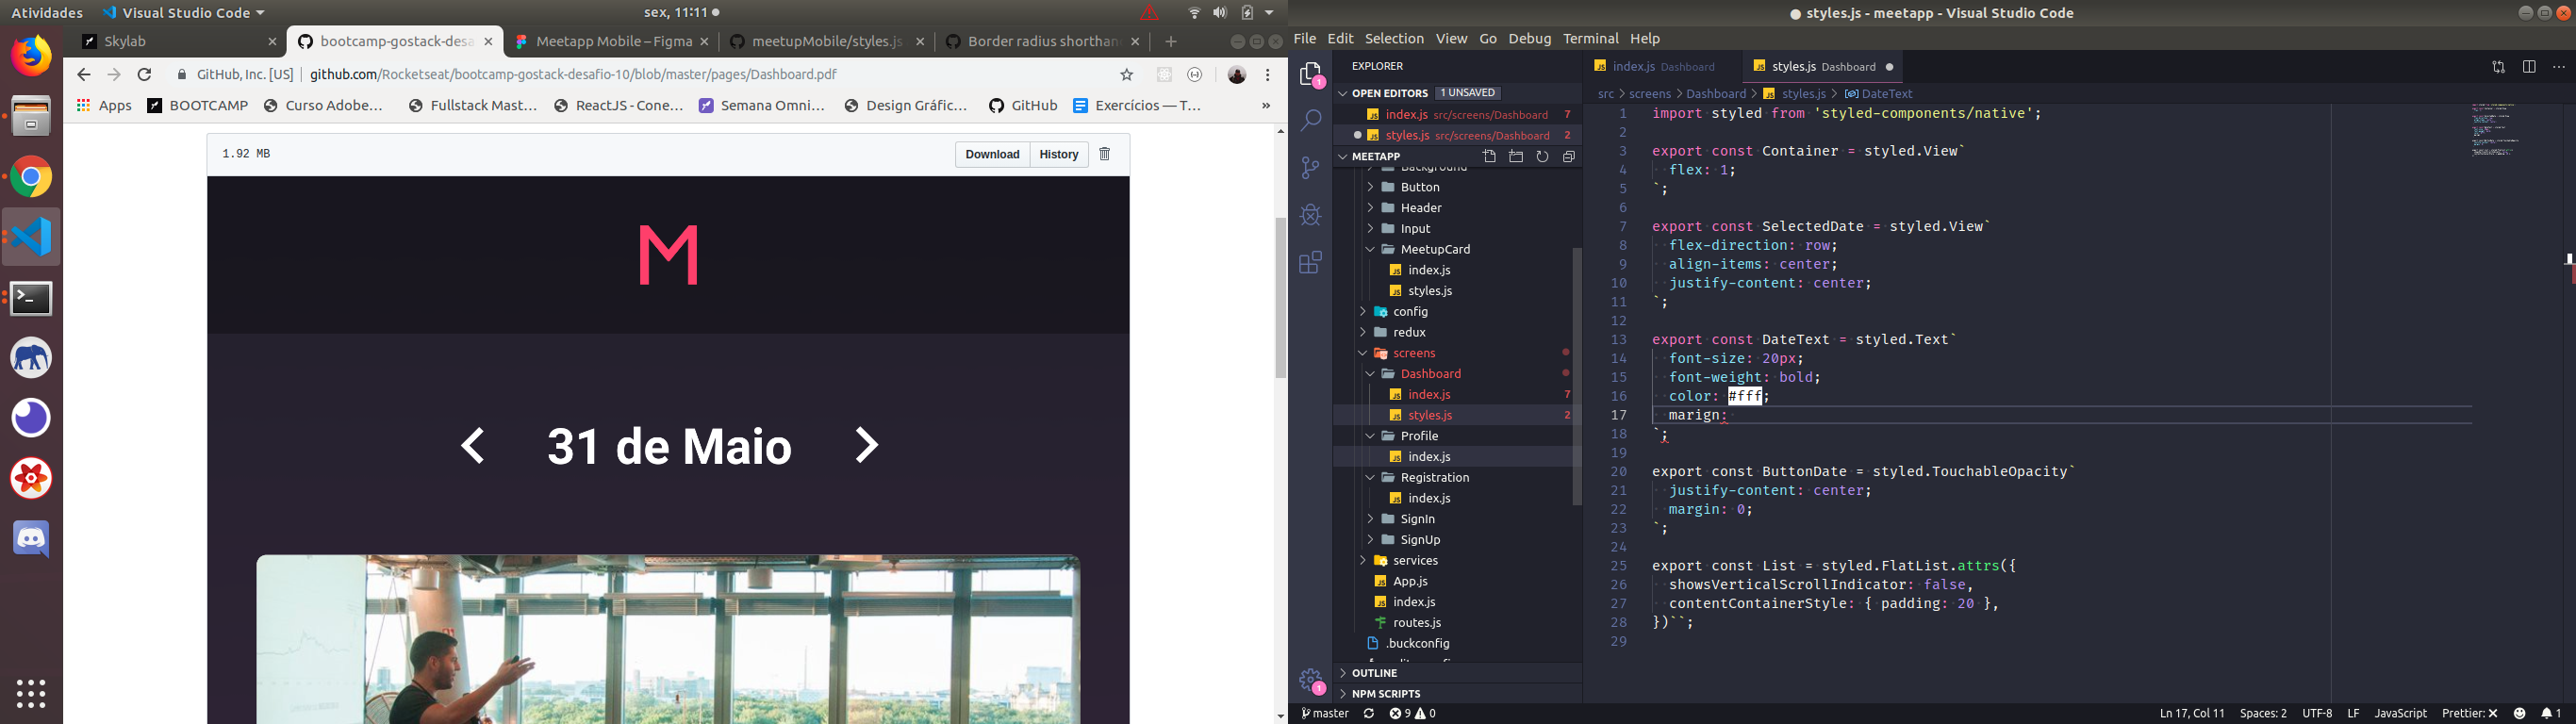 Atividades
Visual Studio Code
sex, 11:11
Skylab
bootcamp-gostack-desa
Meetapp Mobile – Figma
meetupMobile/styles.js
Border radius shorthan
GitHub, Inc. [US]
github.com/Rocketseat/bootcamp-gostack-desafio-10/blob/master/pages/Dashboard.pdf
Apps
BOOTCAMP
Curso Adobe...
Fullstack Mast...
ReactJS - Cone...
Semana Omni...
Design Gráfic...
GitHub
Exercícios — T...
»
1.92 MB
Download
History
M
31 de Maio
styles.js - meetapp - Visual Studio Code
File Edit Selection View Go Debug Terminal Help
EXPLORER
OPEN EDITORS 1 UNSAVED
index.js src/screens/Dashboard 7
styles.js src/screens/Dashboard 2
MEETAPP
Background
Button
Header
Input
MeetupCard
index.js
styles.js
config
redux
screens
Dashboard
index.js 7
styles.js 2
Profile
index.js
Registration
index.js
SignIn
SignUp
services
App.js
index.js
routes.js
.buckconfig
OUTLINE
NPM SCRIPTS
1
1
index.js Dashboard
styles.js Dashboard
src > screens > Dashboard > styles.js > DateText
1 import styled from 'styled-components/native';
2
3 export const Container = styled.View`
4 flex: 1;
5 `;
6
7 export const SelectedDate = styled.View`
8 flex-direction: row;
9 align-items: center;
10 justify-content: center;
11 `;
12
13 export const DateText = styled.Text`
14 font-size: 20px;
15 font-weight: bold;
16 color: #fff;
17 marign:
18 `;
19
20 export const ButtonDate = styled.TouchableOpacity`
21 justify-content: center;
22 margin: 0;
23 `;
24
25 export const List = styled.FlatList.attrs({
26 showsVerticalScrollIndicator: false,
27 contentContainerStyle: { padding: 20 },
28 })``;
29
master
9 0
Ln 17, Col 11
Spaces: 2
UTF-8
LF
JavaScript
Prettier: ✕
1